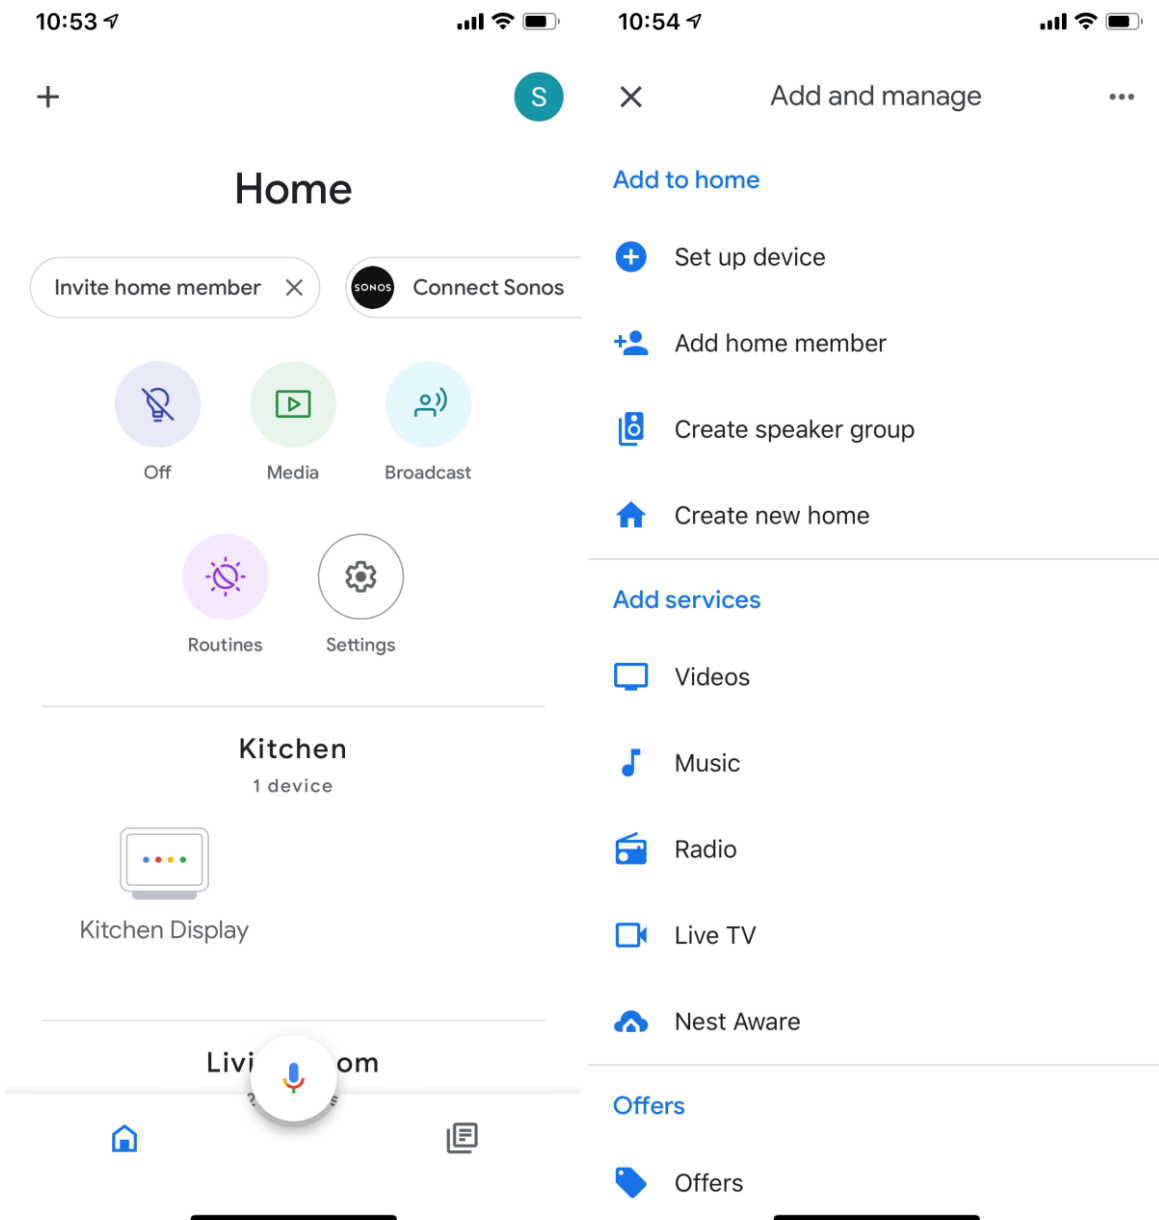 10:53
+
S
Home
Invite home member
SONOS
Connect Sonos
Off
Media
Broadcast
Routines
Settings
Kitchen
1 device
Kitchen Display
10:54
Add and manage
Add to home
Set up device
Add home member
Create speaker group
Create new home
Add services
Videos
Music
Radio
Live TV
Nest Aware
Offers
Offers